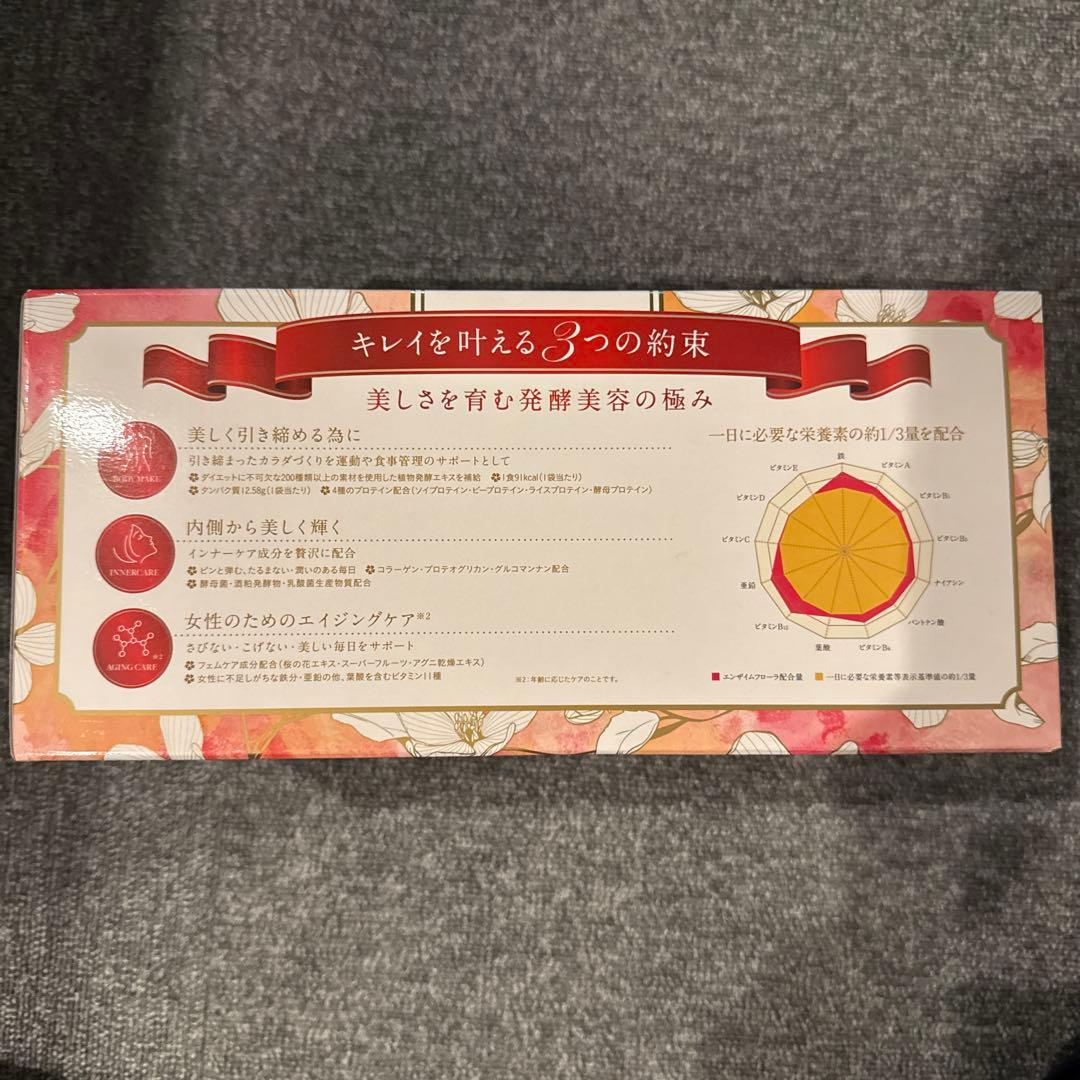 キレイを叶える3つの約束
美しさを育む発酵美容の極み
BODY MAKE
美しく引き締める為に
引き締まったカラダづくりを運動や食事管理のサポートとして
ダイエットに不可欠な200種類以上の素材を使用した植物発酵エキスを補給 1食91kcal(1袋当たり)
タンパク質12.58g(1袋当たり) 4種のプロテイン配合(ソイプロテイン・ピープロテイン・ライスプロテイン・酵母プロテイン)
INNERCARE
内側から美しく輝く
インナーケア成分を贅沢に配合
ピンと弾む、たるまない・潤いのある毎日 コラーゲン・プロテオグリカン・グルコマンナン配合
酵母菌・酒粕発酵物・乳酸菌生産物質配合
AGING CARE ※2
女性のためのエイジングケア※2
さびない・こげない・美しい毎日をサポート
フェムケア成分配合(桜の花エキス・スーパーフルーツ・アグニ乾燥エキス)
女性に不足しがちな鉄分・亜鉛の他、葉酸を含むビタミン11種
※2:年齢に応じたケアのことです。
一日に必要な栄養素の約1/3量を配合
鉄
ビタミンE
ビタミンA
ビタミンD
ビタミンB1
ビタミンC
ビタミンB2
亜鉛
ナイアシン
ビタミンB12
パントテン酸
葉酸
ビタミンB6
エンザイムフローラ配合量 一日に必要な栄養素等表示基準値の約1/3量